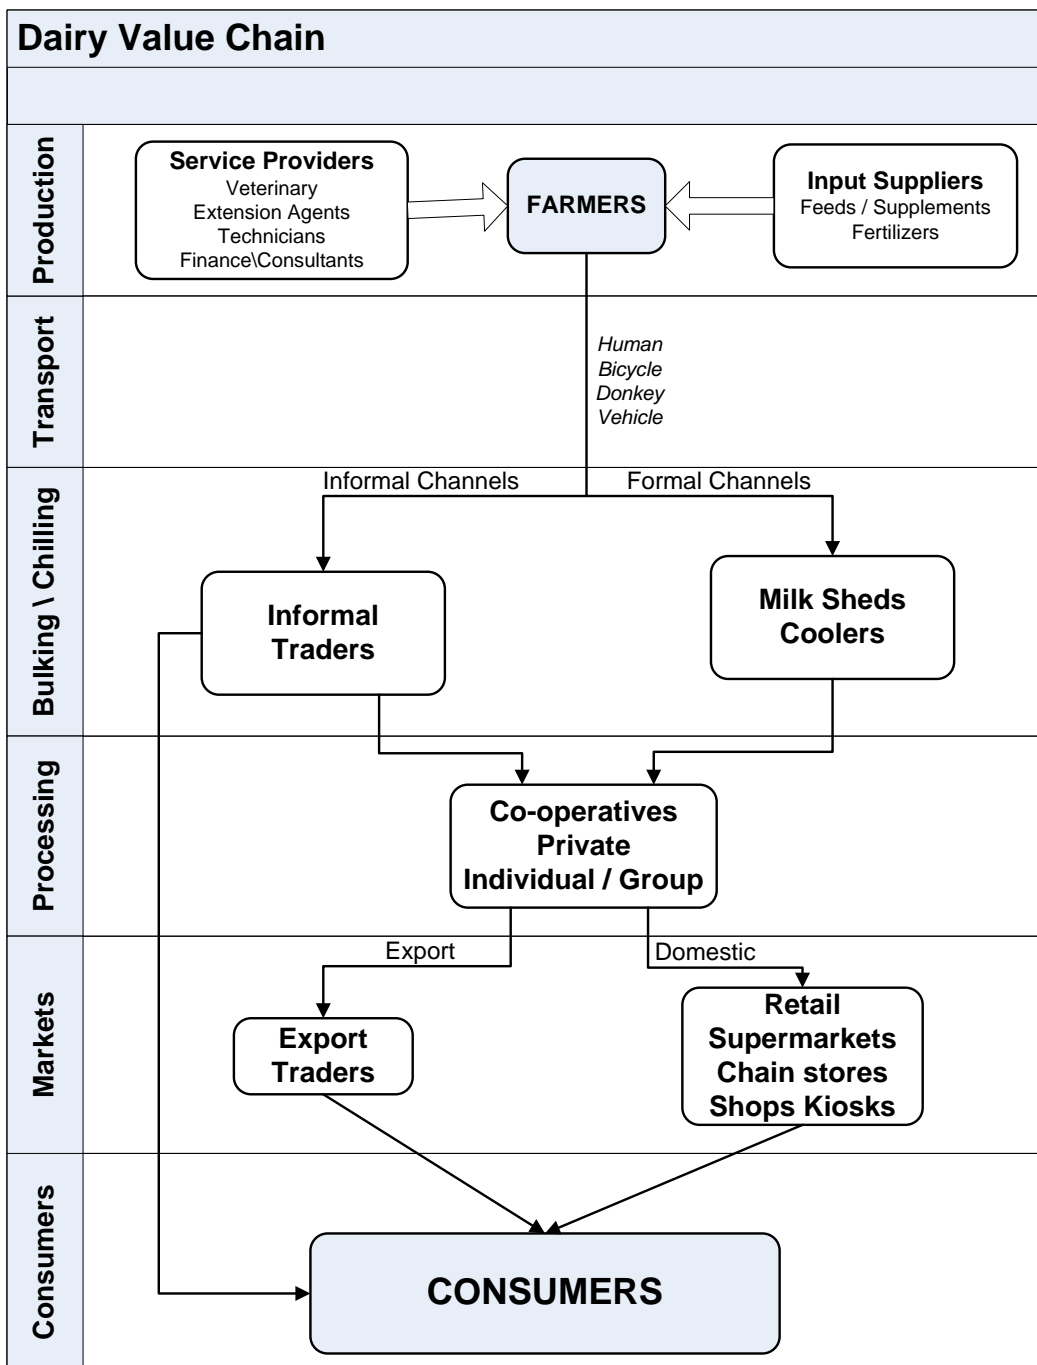 Dairy Value Chain
Production
Service Providers
Veterinary
Extension Agents
Technicians
Finance\Consultants
FARMERS
Input Suppliers
Feeds / Supplements
Fertilizers
Transport
Human
Bicycle
Donkey
Vehicle
Bulking \ Chilling
Informal Channels
Formal Channels
Informal
Traders
Milk Sheds
Coolers
Processing
Co-operatives
Private
Individual / Group
Markets
Export
Domestic
Export
Traders
Retail
Supermarkets
Chain stores
Shops Kiosks
Consumers
CONSUMERS